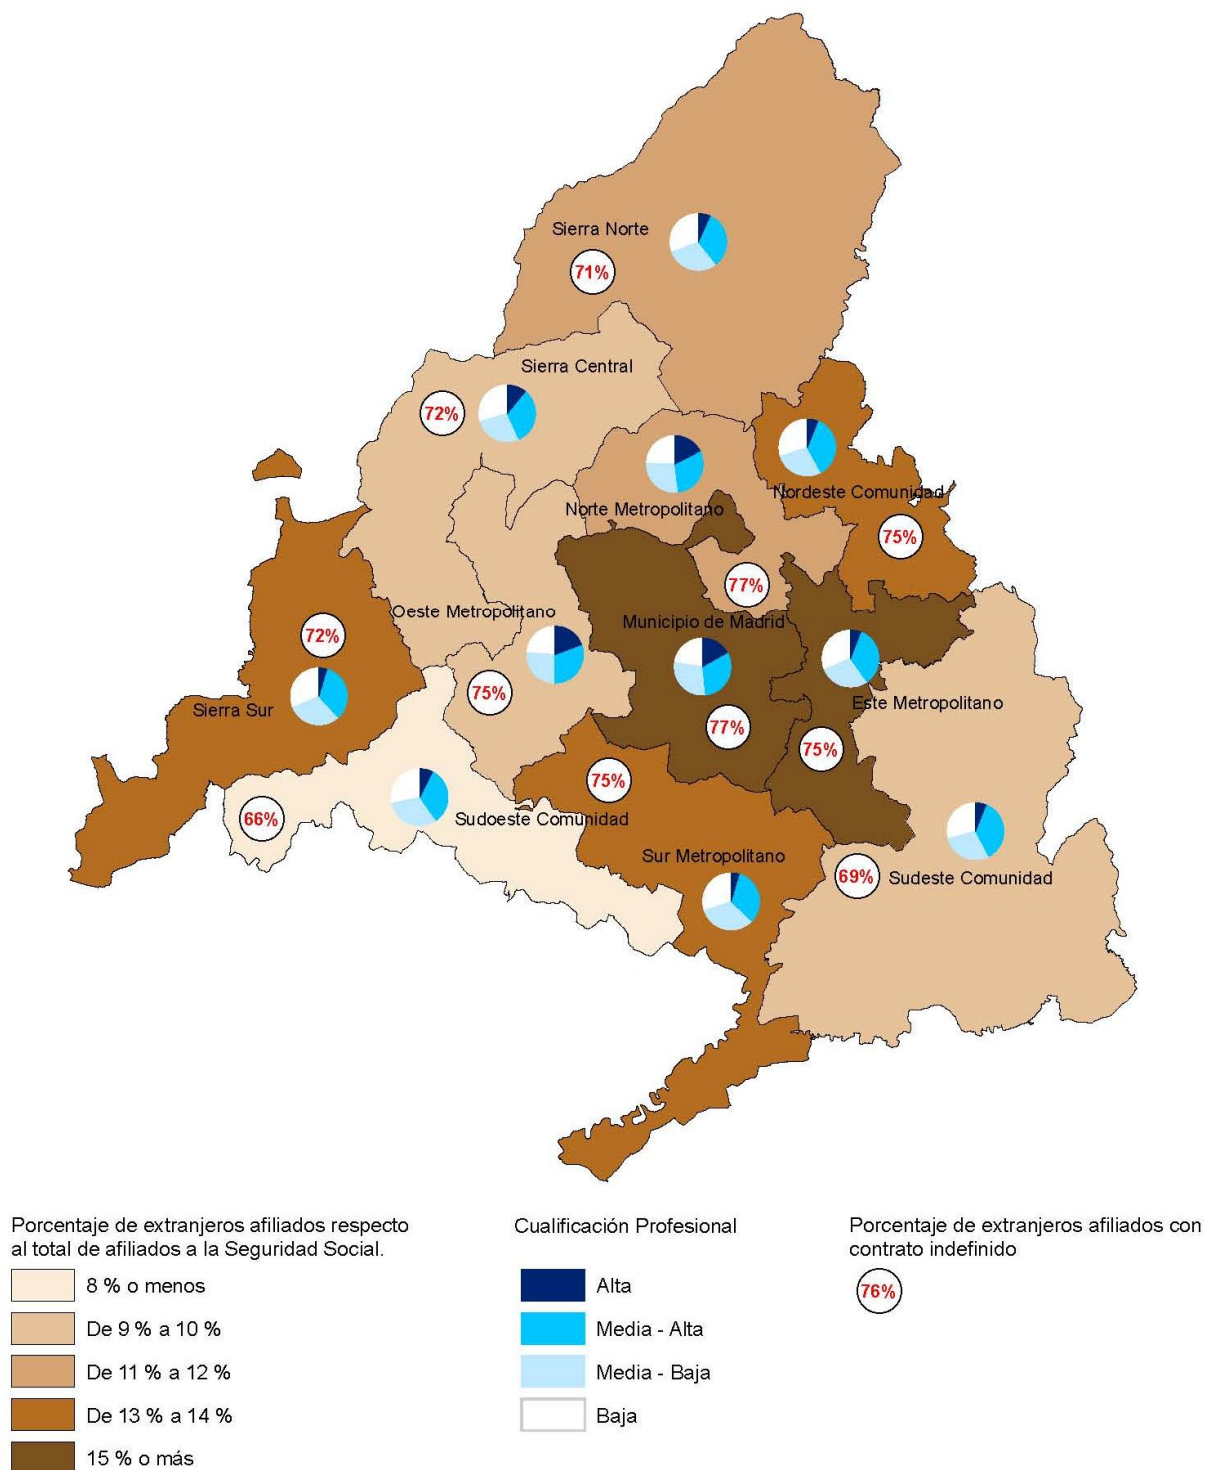 Sierra Norte
71%
Sierra Central
72%
Nordeste Comunidad
Norte Metropolitano
75%
77%
Oeste Metropolitano
Municipio de Madrid
72%
75%
Sierra Sur
Este Metropolitano
77%
75%
75%
66%
Sudoeste Comunidad
Sur Metropolitano
69%
Sudeste Comunidad
Porcentaje de extranjeros afiliados respecto
al total de afiliados a la Seguridad Social.
8 % o menos
De 9 % a 10 %
De 11 % a 12 %
De 13 % a 14 %
15 % o más
Cualificación Profesional
Alta
Media - Alta
Media - Baja
Baja
Porcentaje de extranjeros afiliados con
contrato indefinido
76%